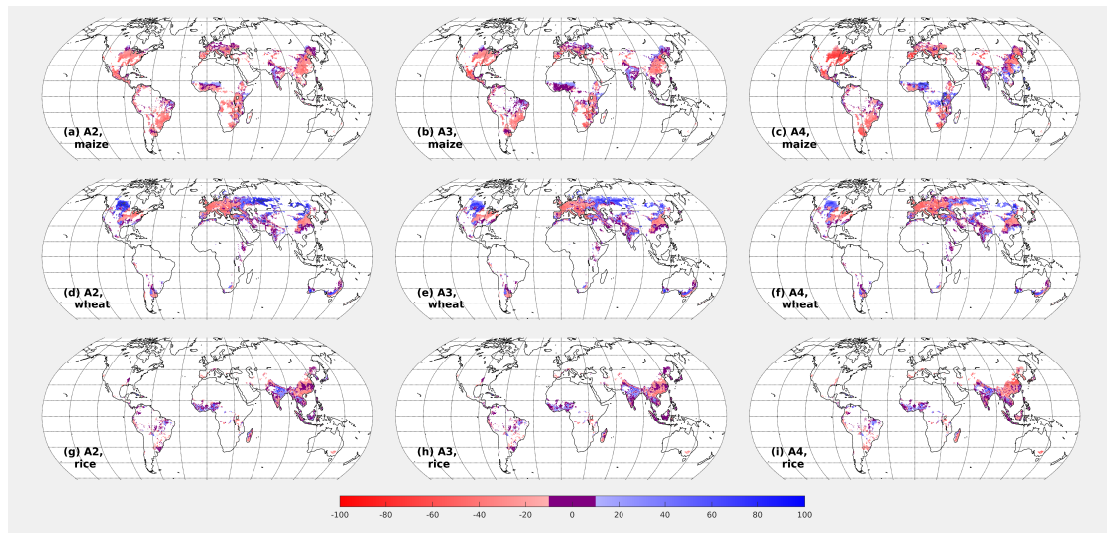 (a) A2,
maize
(b) A3,
maize
(c) A4,
maize
(d) A2,
wheat
(e) A3,
wheat
(f) A4,
wheat
(g) A2,
rice
(h) A3,
rice
(i) A4,
rice
-100 -80 -60 -40 -20 0 20 40 60 80 100